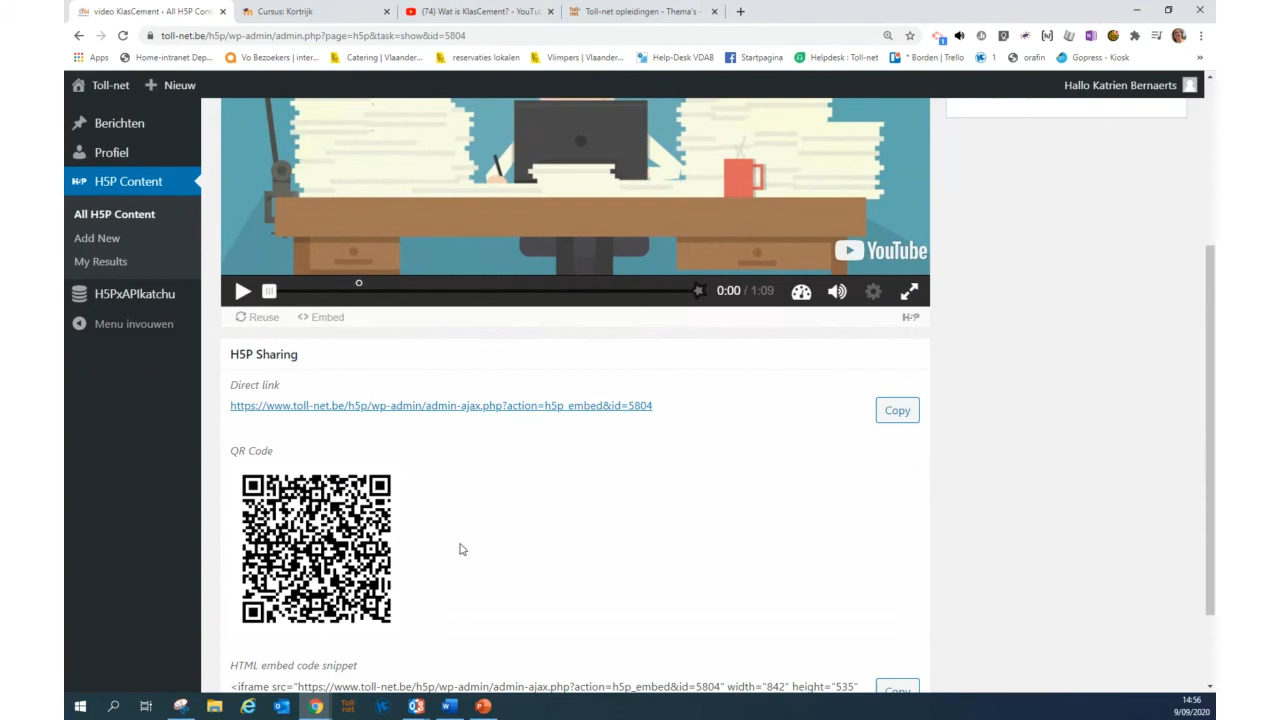 video KlasCement ‹ All H5P Cont
Cursus: Kortrijk
(74) Wat is KlasCement? - YouTu
Toll-net opleidingen - Thema's -
toll-net.be/h5p/wp-admin/admin.php?page=h5p&task=show&id=5804
Apps
Home-intranet Dep...
Vo Bezoekers | inter...
Catering | Vlaander...
reservaties lokalen
Vlimpers | Vlaander...
Help-Desk VDAB
Startpagina
Helpdesk : Toll-net
* Borden | Trello
1
orafin
Gopress - Kiosk
»
Toll-net
Nieuw
Hallo Katrien Bernaerts
Berichten
Profiel
H5P Content
All H5P Content
Add New
My Results
H5PxAPIkatchu
Menu invouwen
YouTube
0:00 / 1:09
Reuse
Embed
H5P
H5P Sharing
Direct link
https://www.toll-net.be/h5p/wp-admin/admin-ajax.php?action=h5p_embed&id=5804
Copy
QR Code
HTML embed code snippet
<iframe src="https://www.toll-net.be/h5p/wp-admin/admin-ajax.php?action=h5p_embed&id=5804" width="842" height="535"
Copy
14:56
9/09/2020